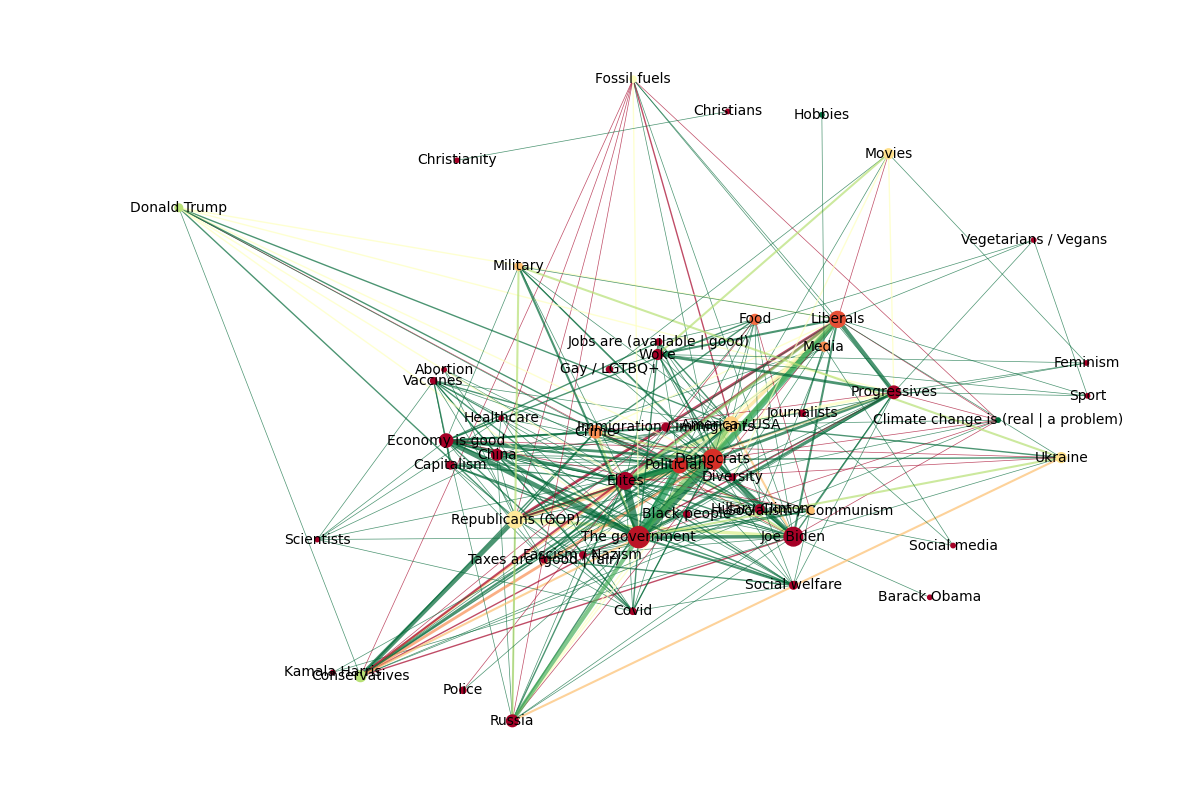 Fossil fuels
Christians
Hobbies
Movies
Christianity
Donald Trump
Vegetarians / Vegans
Military
Food
Liberals
Jobs are (available | good)
Media
Woke
Gay / LGTBQ+
Feminism
Abortion
Vaccines
Progressives
Sport
Journalists
Healthcare
Climate change is (real | a problem)
Immigration / immigrants
America / USA
Crime
Economy is good
China
Capitalism
Democrats
Politicians
Ukraine
Diversity
Elites
Hillary Clinton
Socialism / Communism
Black people
Republicans (GOP)
The government
Joe Biden
Scientists
Social media
Fascism / Nazism
Taxes are (good | fair)
Social welfare
Barack Obama
Covid
Kamala Harris
Conservatives
Police
Russia